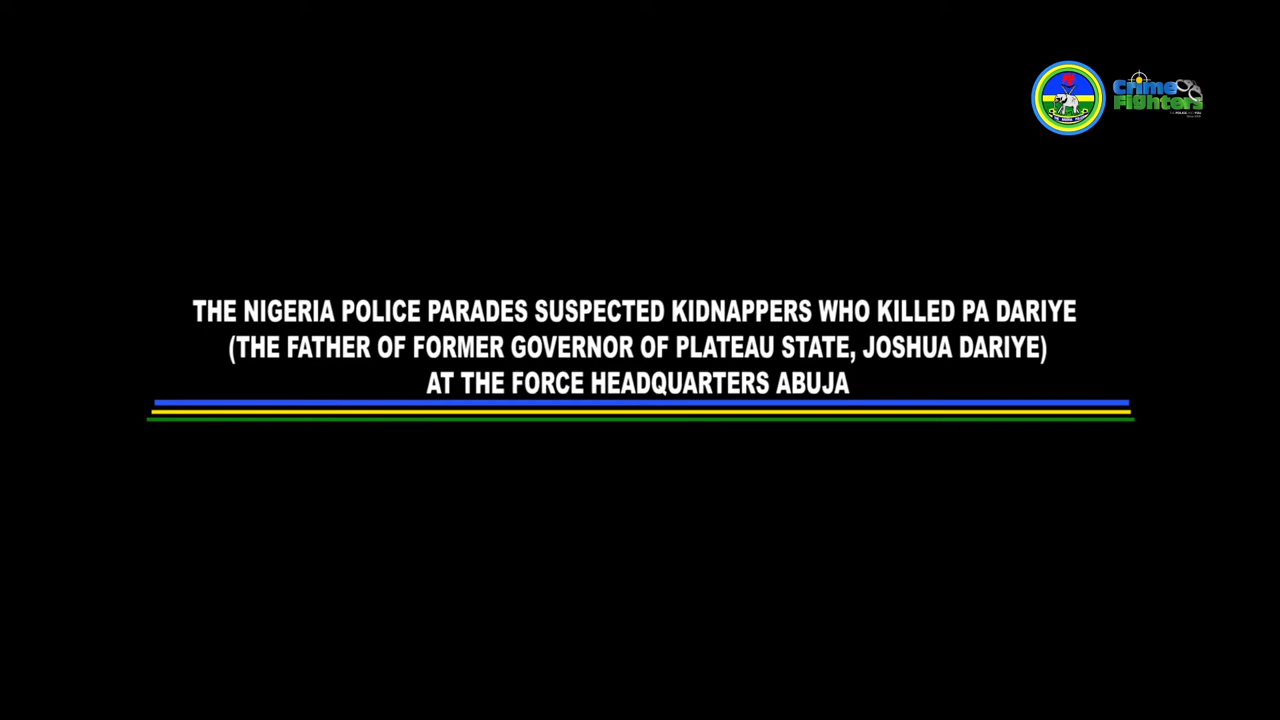 Crime
Fighters
THE NIGERIA POLICE PARADES SUSPECTED KIDNAPPERS WHO KILLED PA DARIYE
(THE FATHER OF FORMER GOVERNOR OF PLATEAU STATE, JOSHUA DARIYE)
AT THE FORCE HEADQUARTERS ABUJA